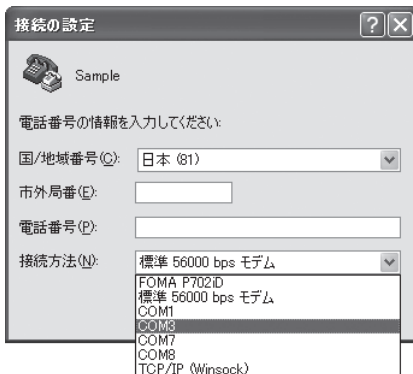 接続の設定
Sample
電話番号の情報を入力してください:
国/地域番号(C): 日本 (81)
市外局番(E):
電話番号(P):
接続方法(N): 標準 56000 bps モデム
FOMA P702iD
標準 56000 bps モデム
COM1
COM3
COM7
COM8
TCP/IP (Winsock)